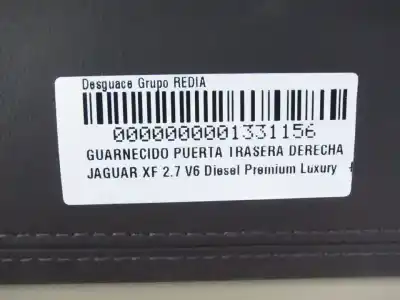 Desguace Grupo REDIA
0000000001331156
GUARNECIDO PUERTA TRASERA DERECHA
JAGUAR XF 2.7 V6 Diesel Premium Luxury